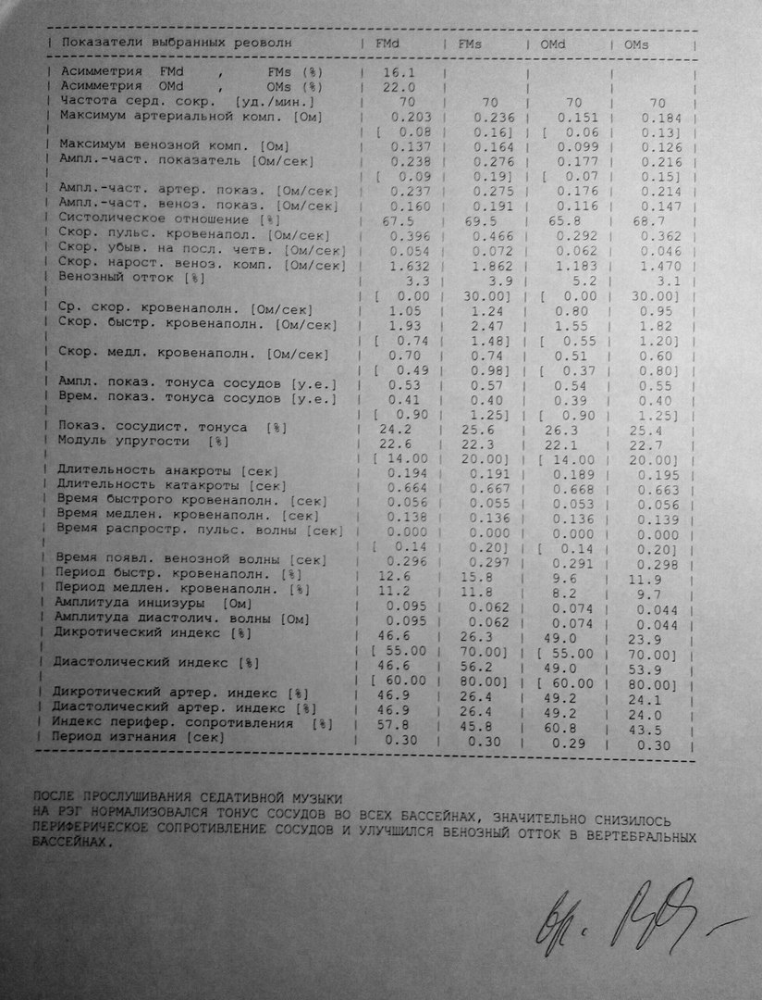 | Показатели выбранных реоволн | FMd | FMs | OMd | OMs |
| Асимметрия FMd , FMs (%) | 16.1 | | | |
| Асимметрия OMd , OMs (%) | 22.0 | | | |
| Частота серд. сокр. [уд./мин.] | 70 | 70 | 70 | 70
| Максимум артериальной комп. [Ом] | 0.203 | 0.236 | 0.151 | 0.184 |
| | [ 0.08 | 0.16] | [ 0.06 | 0.13] |
| Максимум венозной комп. [Ом] | 0.137 | 0.164 | 0.099 | 0.126 |
| Ампл.-част. показатель [Ом/сек] | 0.238 | 0.276 | 0.177 | 0.216 |
| | [ 0.09 | 0.19] | [ 0.07 | 0.15] |
| Ампл.-част. артер. показ. [Ом/сек] | 0.237 | 0.275 | 0.176 | 0.214 |
| Ампл.-част. веноз. показ. [Ом/сек] | 0.160 | 0.191 | 0.116 | 0.147 |
| Систолическое отношение [%] | 67.5 | 69.5 | 65.8 | 68.7 |
| Скор. пульс. кровенапол. [Ом/сек] | 0.396 | 0.466 | 0.292 | 0.362 |
| Скор. убыв. на посл. четв. [Ом/сек] | 0.054 | 0.072 | 0.062 | 0.046 |
| Скор. нарост. веноз. комп. [Ом/сек] | 1.632 | 1.862 | 1.183 | 1.470 |
| Венозный отток [%] | 3.3 | 3.9 | 5.2 | 3.1 |
| | [ 0.00 | 30.00] | [ 0.00 | 30.00] |
| Ср. скор. кровенаполн. [Ом/сек] | 1.05 | 1.24 | 0.80 | 0.95 |
| Скор. быстр. кровенаполн. [Ом/сек] | 1.93 | 2.47 | 1.55 | 1.82 |
| | [ 0.74 | 1.48] | [ 0.55 | 1.20] |
| Скор. медл. кровенаполн. [Ом/сек] | 0.70 | 0.74 | 0.51 | 0.60 |
| | [ 0.49 | 0.98] | [ 0.37 | 0.80] |
| Ампл. показ. тонуса сосудов [у.е.] | 0.53 | 0.57 | 0.54 | 0.55 |
| Врем. показ. тонуса сосудов [у.е.] | 0.41 | 0.40 | 0.39 | 0.40 |
| | [ 0.90 | 1.25] | [ 0.90 | 1.25] |
| Показ. сосудист. тонуса [%] | 24.2 | 25.6 | 26.3 | 25.4 |
| Модуль упругости [%] | 22.6 | 22.3 | 22.1 | 22.7 |
| | [ 14.00 | 20.00] | [ 14.00 | 20.00] |
| Длительность анакроты [сек] | 0.194 | 0.191 | 0.189 | 0.195 |
| Длительность катакроты [сек] | 0.664 | 0.667 | 0.668 | 0.663 |
| Время быстрого кровенаполн. [сек] | 0.056 | 0.055 | 0.053 | 0.056 |
| Время медлен. кровенаполн. [сек] | 0.138 | 0.136 | 0.136 | 0.139 |
| Время распростр. пульс. волны [сек] | 0.000 | 0.000 | 0.000 | 0.000 |
| | [ 0.14 | 0.20] | [ 0.14 | 0.20] |
| Время появл. венозной волны [сек] | 0.296 | 0.297 | 0.291 | 0.298 |
| Период быстр. кровенаполн. [%] | 12.6 | 15.8 | 9.6 | 11.9 |
| Период медлен. кровенаполн. [%] | 11.2 | 11.8 | 8.2 | 9.7 |
| Амплитуда инцизуры [Ом] | 0.095 | 0.062 | 0.074 | 0.044 |
| Амплитуда диастолич. волны [Ом] | 0.095 | 0.062 | 0.074 | 0.044 |
| Дикротический индекс [%] | 46.6 | 26.3 | 49.0 | 23.9 |
| | [ 55.00 | 70.00] | [ 55.00 | 70.00] |
| Диастолический индекс [%] | 46.6 | 56.2 | 49.0 | 53.9 |
| | [ 60.00 | 80.00] | [ 60.00 | 80.00] |
| Дикротический артер. индекс [%] | 46.9 | 26.4 | 49.2 | 24.1 |
| Диастолический артер. индекс [%] | 46.9 | 26.4 | 49.2 | 24.0 |
| Индекс перифер. сопротивления [%] | 57.8 | 45.8 | 60.8 | 43.5 |
| Период изгнания [сек] | 0.30 | 0.30 | 0.29 | 0.30 |
ПОСЛЕ ПРОСЛУШИВАНИЯ СЕДАТИВНОЙ МУЗЫКИ
НА РЭГ НОРМАЛИЗОВАЛСЯ ТОНУС СОСУДОВ ВО ВСЕХ БАССЕЙНАХ, ЗНАЧИТЕЛЬНО СНИЗИЛОСЬ
ПЕРИФЕРИЧЕСКОЕ СОПРОТИВЛЕНИЕ СОСУДОВ И УЛУЧШИЛСЯ ВЕНОЗНЫЙ ОТТОК В ВЕРТЕБРАЛЬНЫХ
БАССЕЙНАХ.
вр.